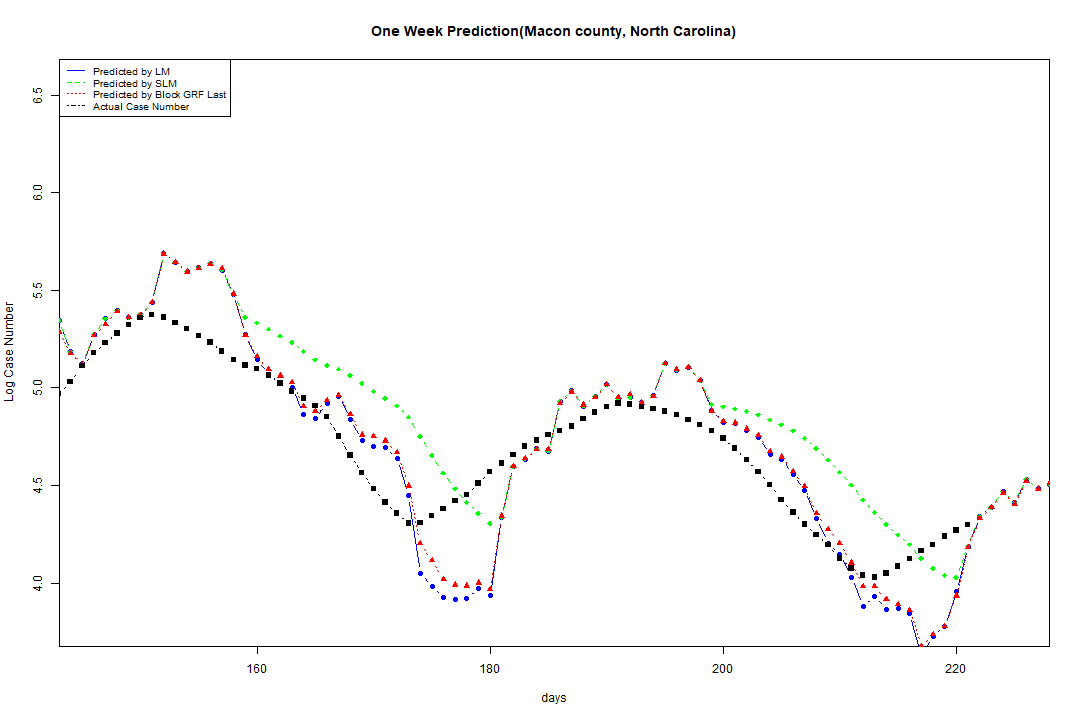 One Week Prediction(Macon county, North Carolina)
Predicted by LM
Predicted by SLM
Predicted by Block GRF Last
Actual Case Number
6.5
6.0
5.5
5.0
4.5
4.0
Log Case Number
160
180
200
220
days